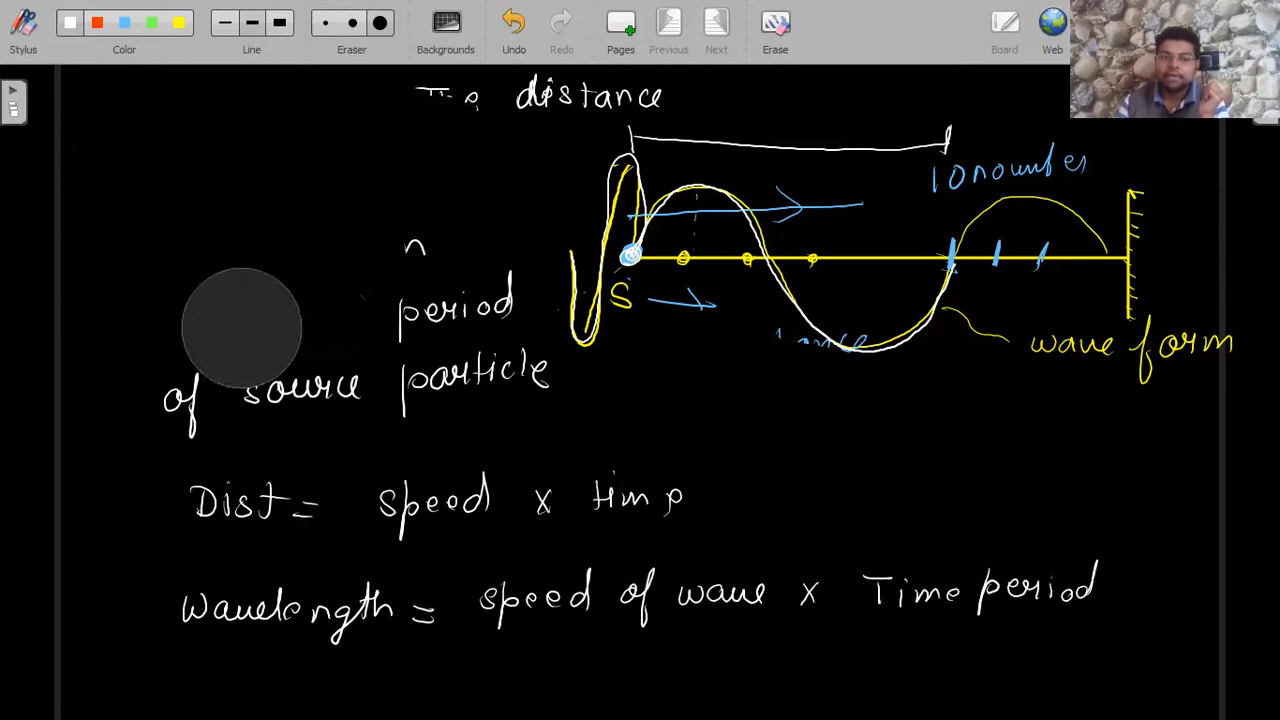 Stylus Color Line Eraser Backgrounds Undo Redo Pages Previous Next Erase Board Web
distance
10 number
n
period
S
wave form
of source particle
Dist = speed x time
Wavelength = speed of wave x Time period